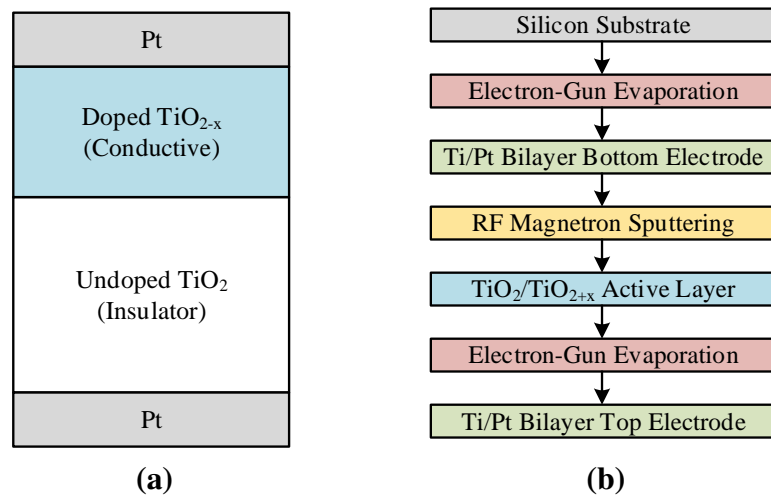 Pt
Doped TiO₂₋ₓ
(Conductive)
Undoped TiO₂
(Insulator)
Pt
(a)
Silicon Substrate
Electron-Gun Evaporation
Ti/Pt Bilayer Bottom Electrode
RF Magnetron Sputtering
TiO₂/TiO₂₊ₓ Active Layer
Electron-Gun Evaporation
Ti/Pt Bilayer Top Electrode
(b)